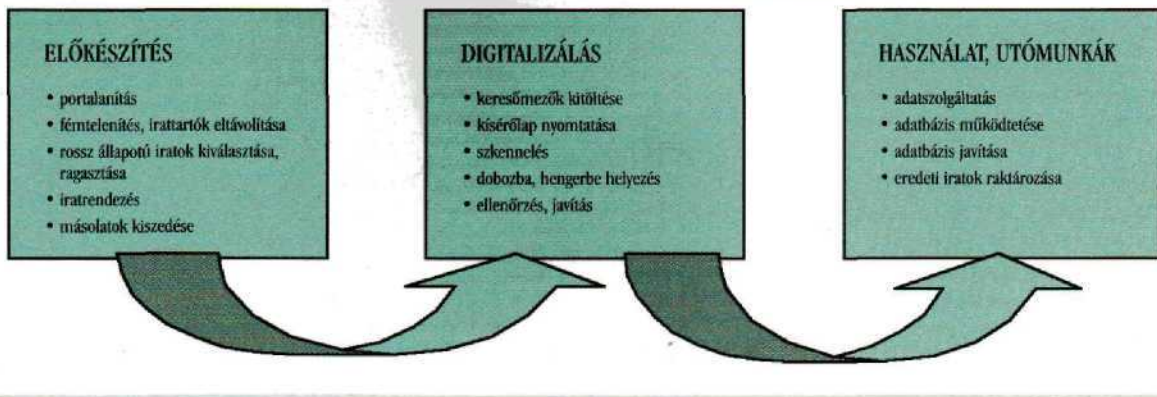 ELŐKÉSZÍTÉS
• portalanítás
• fémtelenítés, irattartók eltávolítása
• rossz állapotú iratok kiválasztása,
ragasztása
• iratrendezés
• másolatok kiszedése
DIGITALIZÁLÁS
• keresőmezők kitöltése
• kísérőlap nyomtatása
• szkennelés
• dobozba, hengerbe helyezés
• ellenőrzés, javítás
HASZNÁLAT, UTÓMUNKÁK
• adatszolgáltatás
• adatbázis működtetése
• adatbázis javítása
• eredeti iratok raktározása